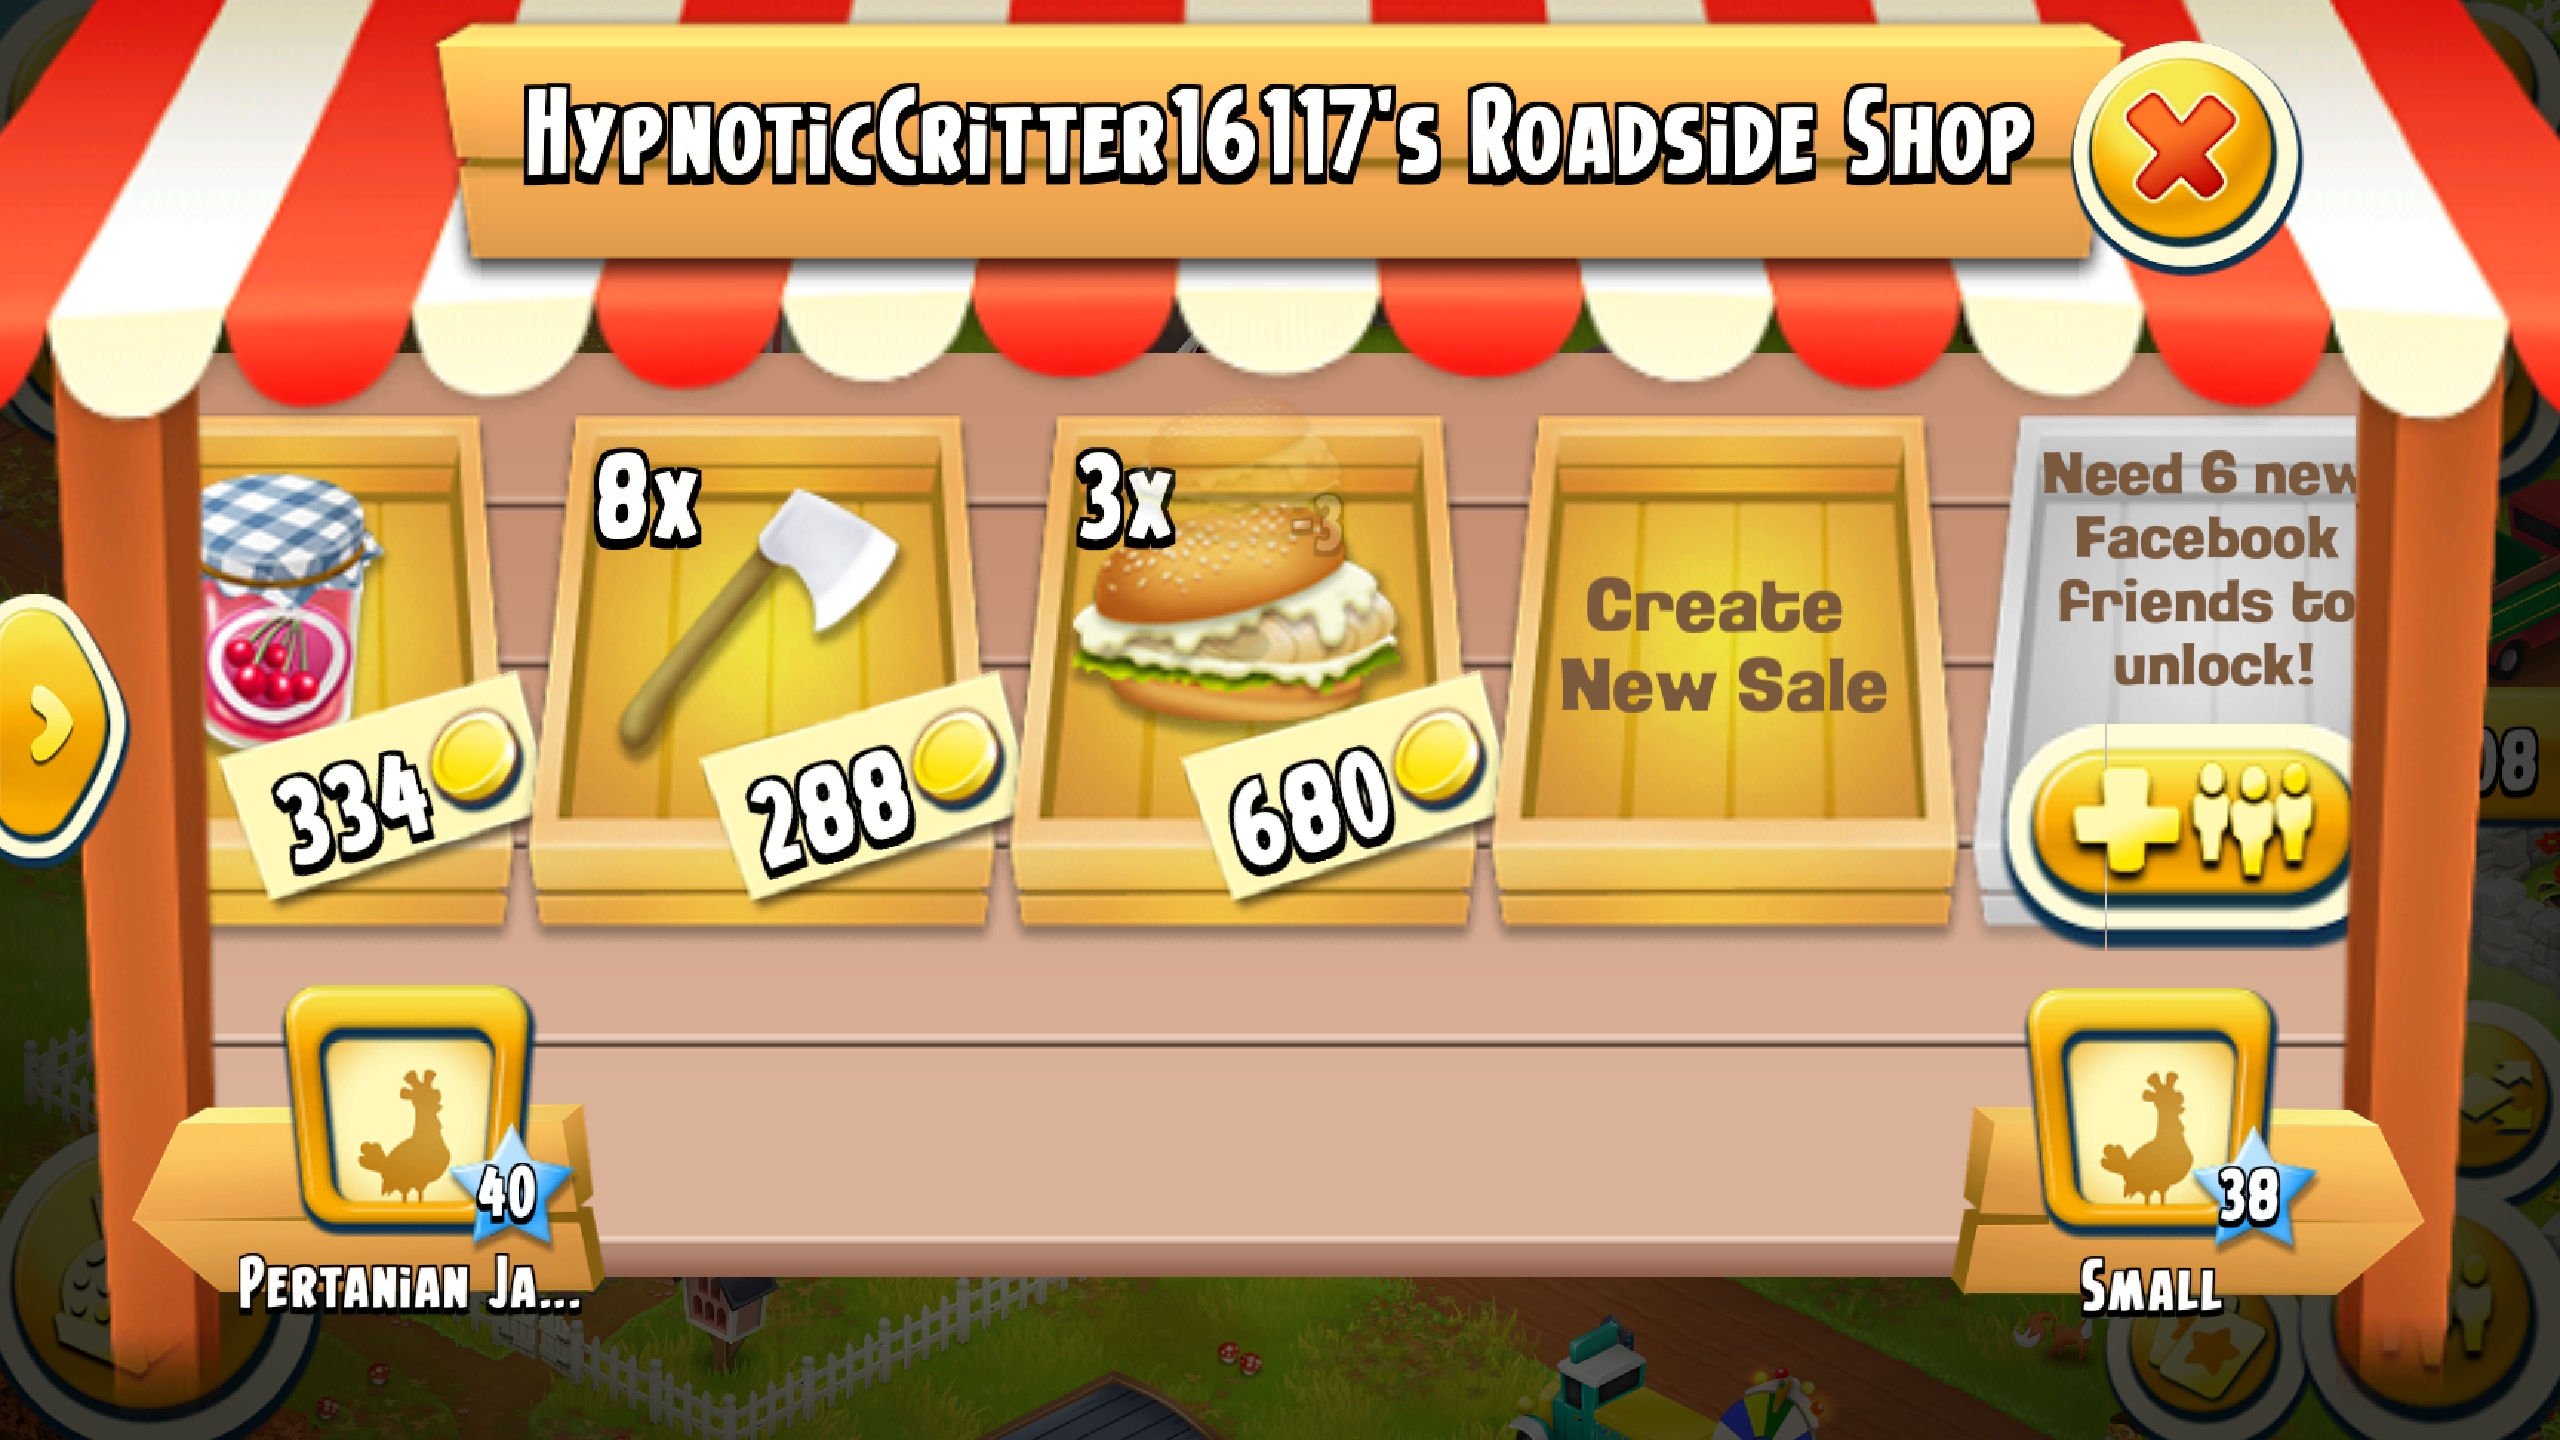 HypnoticCritter16117's Roadside Shop
8x
3x
-3
Need 6 new
Facebook
friends to
unlock!
Create
New Sale
334
288
680
40
38
Pertanian Ja...
Small